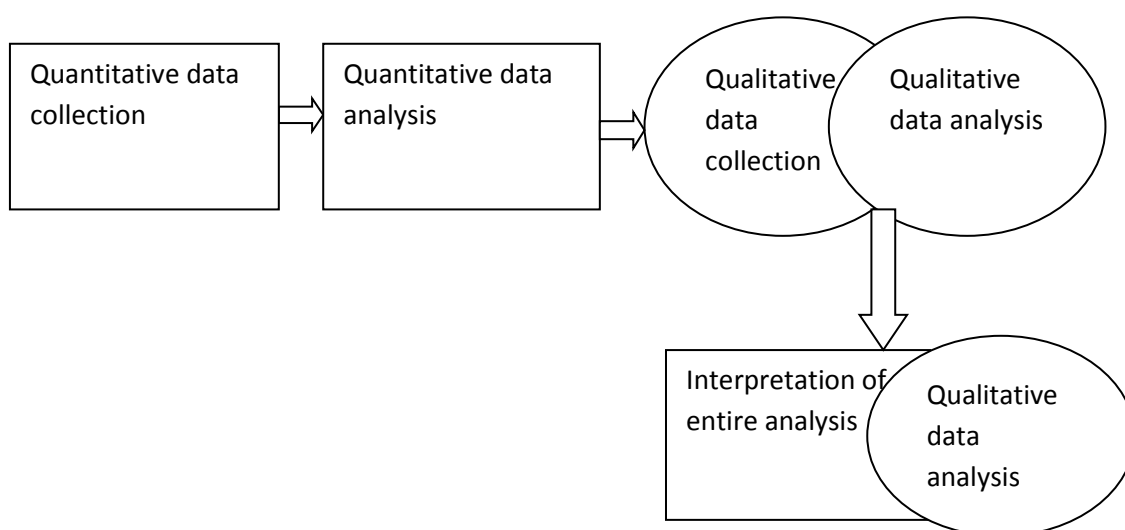 Quantitative data
collection
Quantitative data
analysis
Qualitative
data
collection
Qualitative
data analysis
Interpretation of
entire analysis
Qualitative
data
analysis